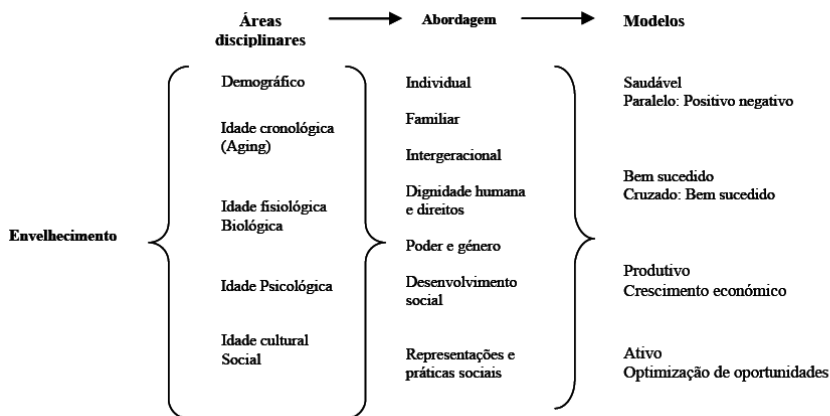 Áreas
disciplinares
Abordagem
Modelos
Envelhecimento
Demográfico
Idade cronológica
(Aging)
Idade fisiológica
Biológica
Idade Psicológica
Idade cultural
Social
Individual
Familiar
Intergeracional
Dignidade humana
e direitos
Poder e género
Desenvolvimento
social
Representações e
práticas sociais
Saudável
Paralelo: Positivo negativo
Bem sucedido
Cruzado: Bem sucedido
Produtivo
Crescimento económico
Ativo
Optimização de oportunidades